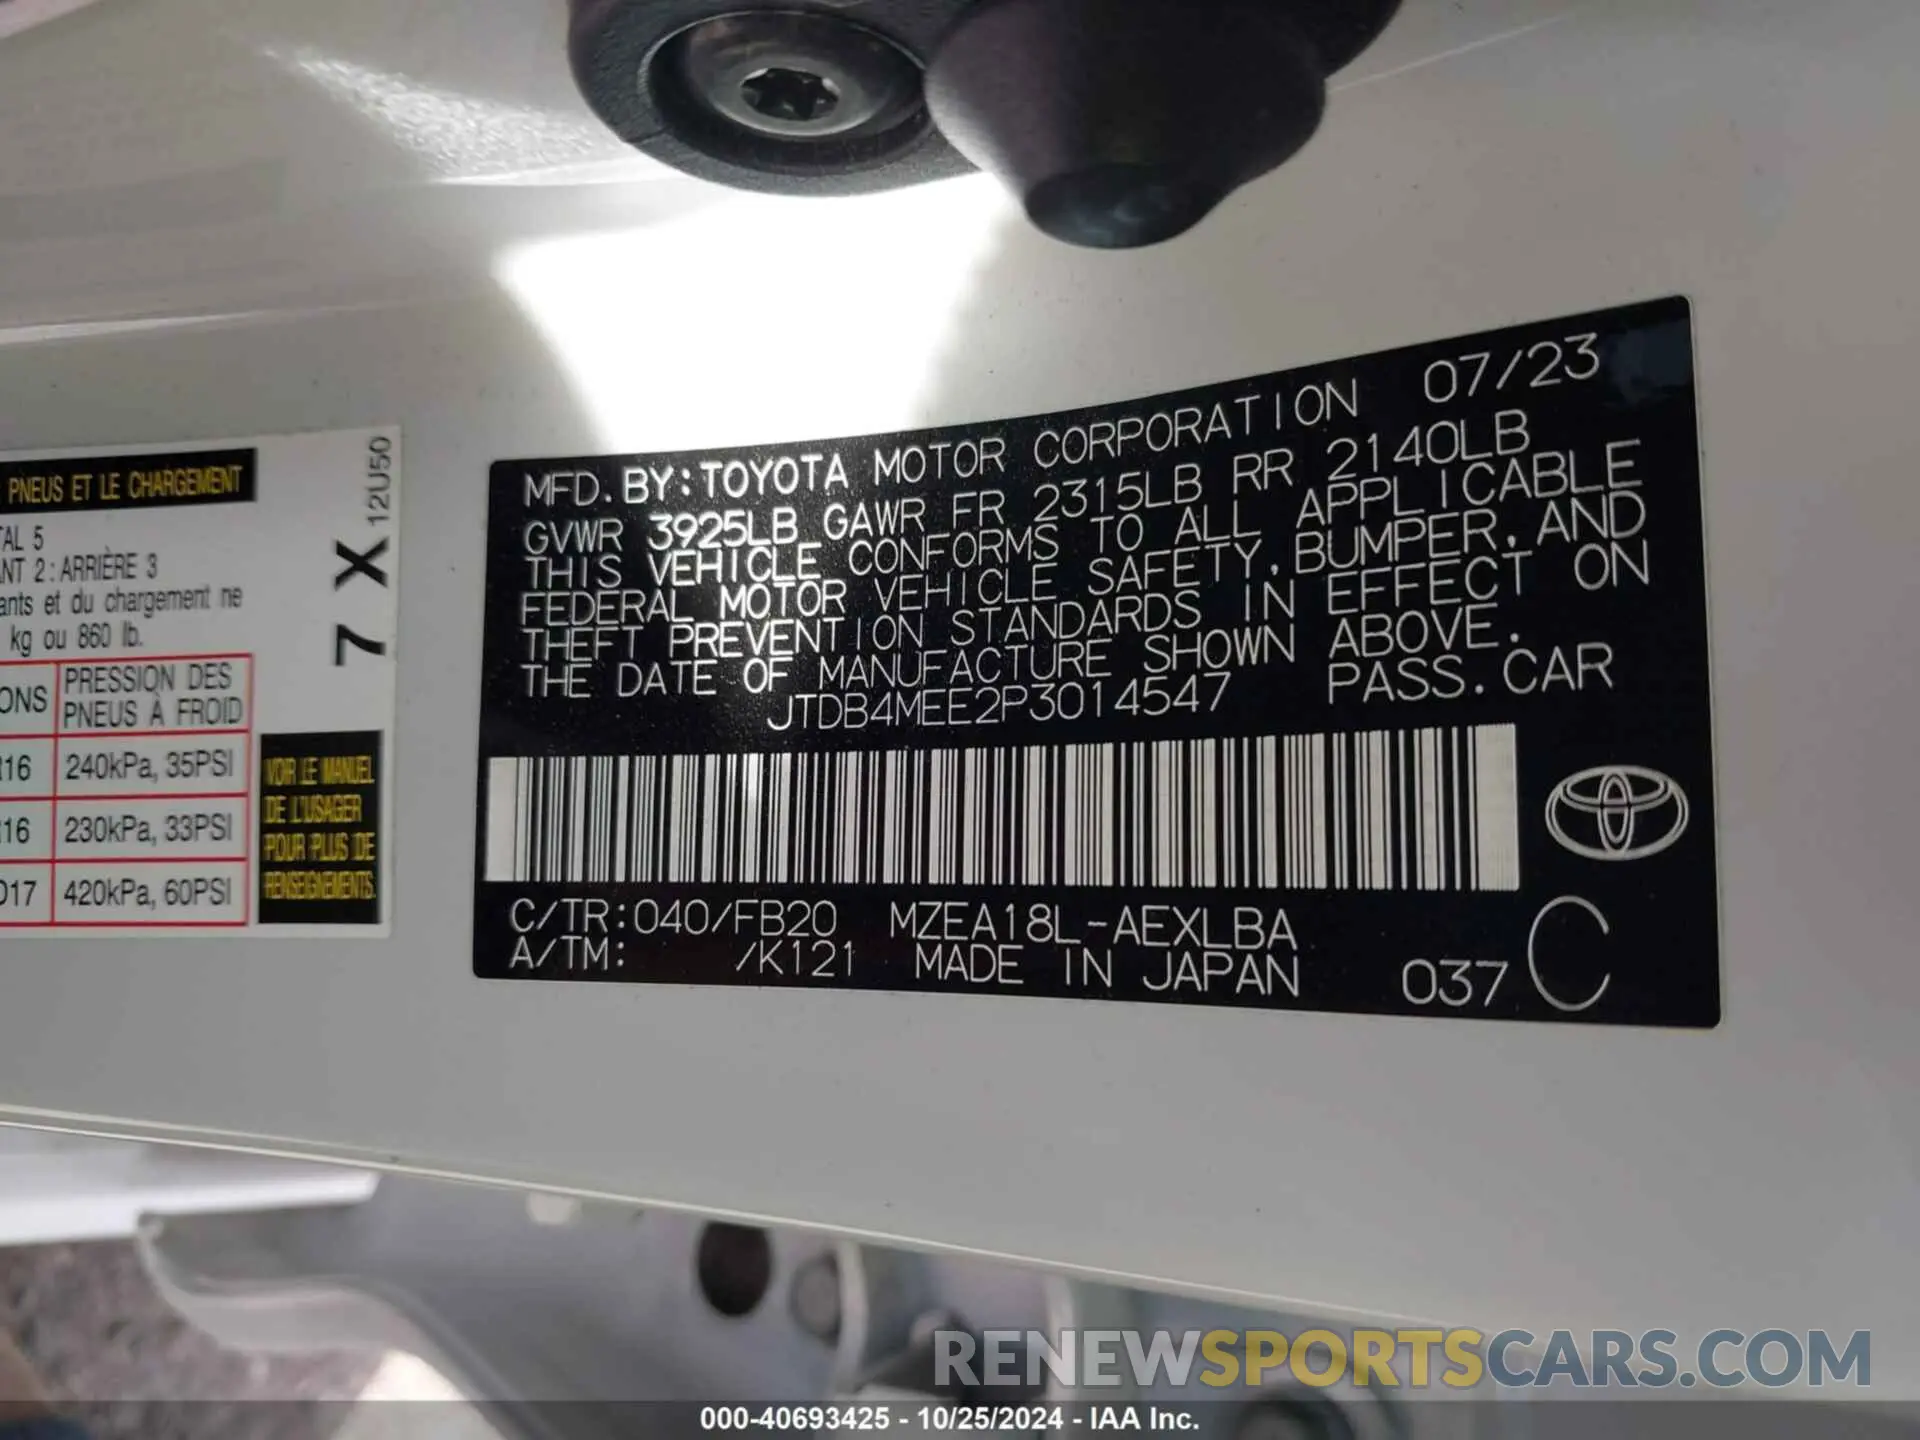 PNEUS ET LE CHARGEMENT
TAL 5
ANT 2 : ARRIÈRE 3
ants et du chargement ne
kg ou 860 lb.
ONS PRESSION DES
PNEUS À FROID
R16 240kPa, 35PSI
R16 230kPa, 33PSI
D17 420kPa, 60PSI
7 X 12U50
VOIR LE MANUEL
DE L'USAGER
POUR PLUS DE
RENSEIGNEMENTS.
MFD. BY: TOYOTA MOTOR CORPORATION 07/23
GVWR 3925LB GAWR FR 2315LB RR 2140LB
THIS VEHICLE CONFORMS TO ALL APPLICABLE
FEDERAL MOTOR VEHICLE SAFETY, BUMPER, AND
THEFT PREVENTION STANDARDS IN EFFECT ON
THE DATE OF MANUFACTURE SHOWN ABOVE.
JTDB4MEE2P3014547 PASS. CAR
C/TR: 040/FB20 MZEA18L-AEXLBA
A/TM: /K121 MADE IN JAPAN 037 C
RENEWSPORTSCARS.COM
000-40693425 - 10/25/2024 - IAA Inc.